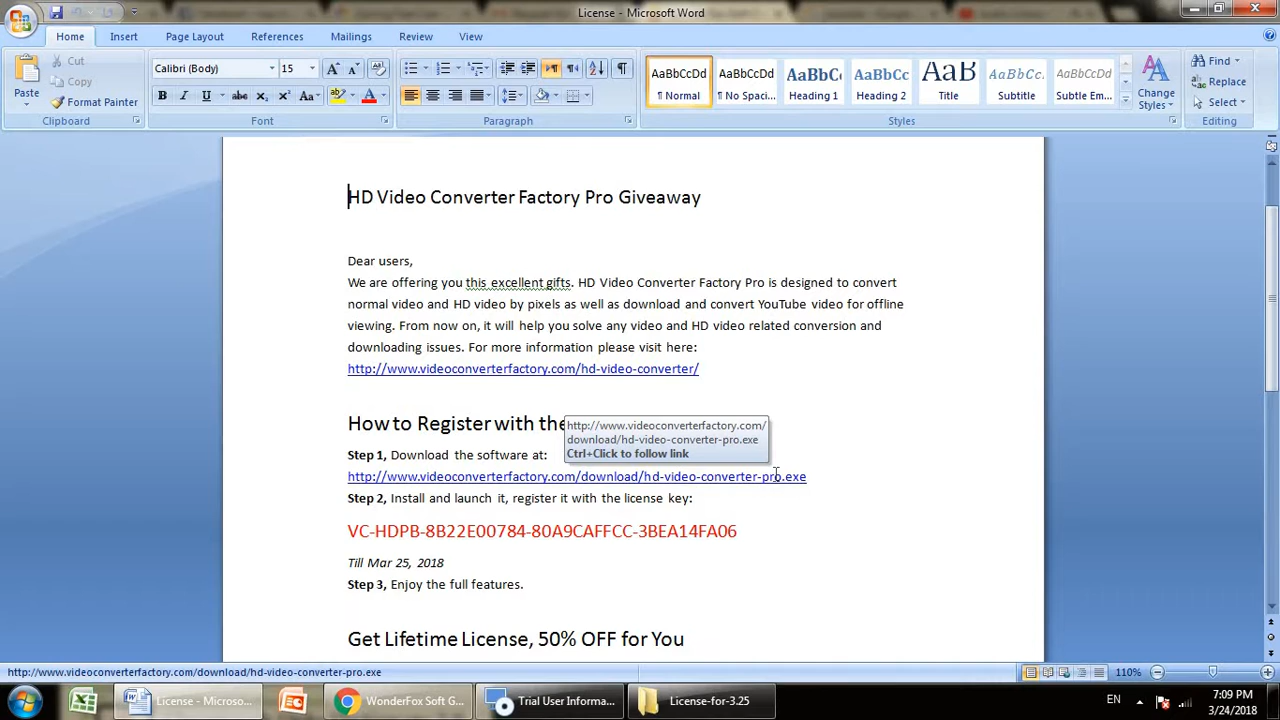 License - Microsoft Word
Home
Insert
Page Layout
References
Mailings
Review
View
Cut
Copy
Format Painter
Paste
Clipboard
Calibri (Body)
15
Font
Paragraph
AaBbCcDd
¶ Normal
AaBbCcDd
¶ No Spaci...
AaBbC
Heading 1
AaBbCc
Heading 2
AaB
Title
AaBbCc
Subtitle
AaBbCcDd
Subtle Em...
Change Styles
Styles
Find
Replace
Select
Editing
HD Video Converter Factory Pro Giveaway
Dear users,
We are offering you this excellent gifts. HD Video Converter Factory Pro is designed to convert
normal video and HD video by pixels as well as download and convert YouTube video for offline
viewing. From now on, it will help you solve any video and HD video related conversion and
downloading issues. For more information please visit here:
http://www.videoconverterfactory.com/hd-video-converter/
How to Register with the
http://www.videoconverterfactory.com/
download/hd-video-converter-pro.exe
Ctrl+Click to follow link
Step 1, Download the software at:
http://www.videoconverterfactory.com/download/hd-video-converter-pro.exe
Step 2, Install and launch it, register it with the license key:
VC-HDPB-8B22E00784-80A9CAFFCC-3BEA14FA06
Till Mar 25, 2018
Step 3, Enjoy the full features.
Get Lifetime License, 50% OFF for You
http://www.videoconverterfactory.com/download/hd-video-converter-pro.exe
110%
License - Microso...
WonderFox Soft G...
Trial User Informa...
License-for-3.25
EN
7:09 PM
3/24/2018